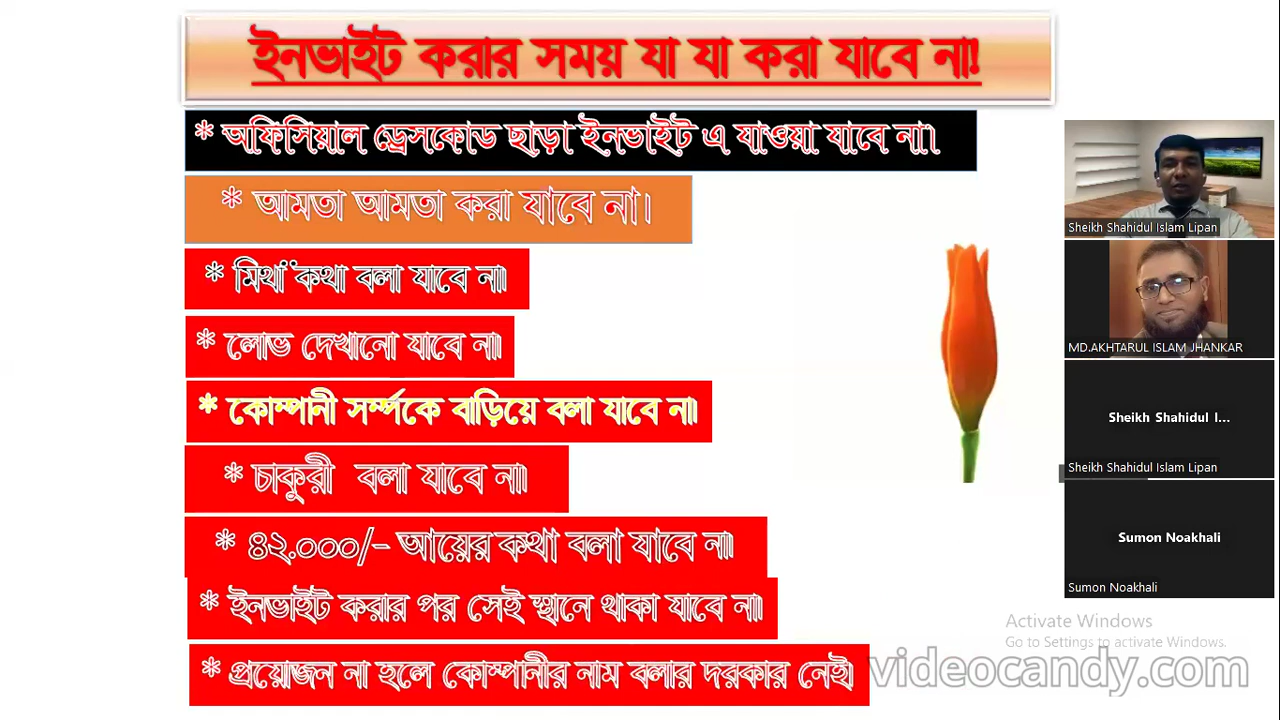 ইনভাইট করার সময় যা যা করা যাবে না!
* অফিসিয়াল ড্রেসকোড ছাড়া ইনভাইট এ যাওয়া যাবে না।
* আমতা আমতা করা যাবে না।
* মিথ্যা কথা বলা যাবে না।
* লোভ দেখানো যাবে না।
* কোম্পানী সর্ম্পকে বাড়িয়ে বলা যাবে না।
* চাকুরী বলা যাবে না।
* ৪২.০০০/- আয়ের কথা বলা যাবে না।
* ইনভাইট করার পর সেই স্থানে থাকা যাবে না।
* প্রয়োজন না হলে কোম্পানীর নাম বলার দরকার নেই।
Sheikh Shahidul Islam Lipan
MD.AKHTARUL ISLAM JHANKAR
Sheikh Shahidul I...
Sheikh Shahidul Islam Lipan
Sumon Noakhali
Sumon Noakhali
Activate Windows
Go to Settings to activate Windows.
videocandy.com